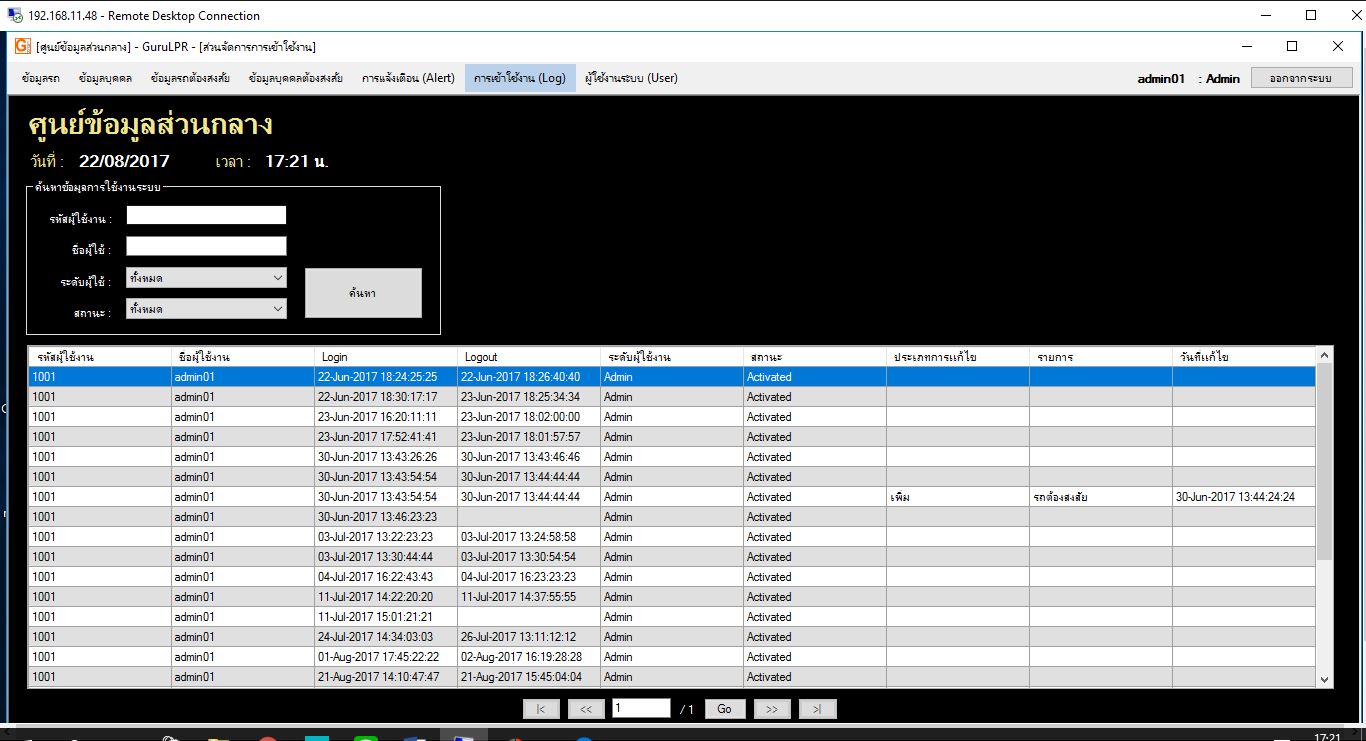 192.168.11.48 - Remote Desktop Connection
[ศูนย์ข้อมูลส่วนกลาง] - GuruLPR - [ส่วนจัดการการเข้าใช้งาน]
ข้อมูลรถ ข้อมูลบุคคล ข้อมูลรถต้องสงสัย ข้อมูลบุคคลต้องสงสัย การแจ้งเตือน (Alert) การเข้าใช้งาน (Log) ผู้ใช้งานระบบ (User) admin01 : Admin ออกจากระบบ
ศูนย์ข้อมูลส่วนกลาง
วันที่ : 22/08/2017 เวลา : 17:21 น.
ค้นหาข้อมูลการใช้งานระบบ
รหัสผู้ใช้งาน :
ชื่อผู้ใช้ :
ระดับผู้ใช้ : ทั้งหมด
ค้นหา
สถานะ : ทั้งหมด
รหัสผู้ใช้งาน ชื่อผู้ใช้งาน Login Logout ระดับผู้ใช้งาน สถานะ ประเภทการแก้ไข รายการ วันที่แก้ไข
1001 admin01 22-Jun-2017 18:24:25:25 22-Jun-2017 18:26:40:40 Admin Activated
1001 admin01 22-Jun-2017 18:30:17:17 23-Jun-2017 18:25:34:34 Admin Activated
1001 admin01 23-Jun-2017 16:20:11:11 23-Jun-2017 18:02:00:00 Admin Activated
1001 admin01 23-Jun-2017 17:52:41:41 23-Jun-2017 18:01:57:57 Admin Activated
1001 admin01 30-Jun-2017 13:43:26:26 30-Jun-2017 13:43:46:46 Admin Activated
1001 admin01 30-Jun-2017 13:43:54:54 30-Jun-2017 13:44:44:44 Admin Activated
1001 admin01 30-Jun-2017 13:43:54:54 30-Jun-2017 13:44:44:44 Admin Activated เพิ่ม รถต้องสงสัย 30-Jun-2017 13:44:24:24
1001 admin01 30-Jun-2017 13:46:23:23 Admin Activated
1001 admin01 03-Jul-2017 13:22:23:23 03-Jul-2017 13:24:58:58 Admin Activated
1001 admin01 03-Jul-2017 13:30:44:44 03-Jul-2017 13:30:54:54 Admin Activated
1001 admin01 04-Jul-2017 16:22:43:43 04-Jul-2017 16:23:23:23 Admin Activated
1001 admin01 11-Jul-2017 14:22:20:20 11-Jul-2017 14:37:55:55 Admin Activated
1001 admin01 11-Jul-2017 15:01:21:21 Admin Activated
1001 admin01 24-Jul-2017 14:34:03:03 26-Jul-2017 13:11:12:12 Admin Activated
1001 admin01 01-Aug-2017 17:45:22:22 02-Aug-2017 16:19:28:28 Admin Activated
1001 admin01 21-Aug-2017 14:10:47:47 21-Aug-2017 15:45:04:04 Admin Activated
|< << 1 / 1 Go >> >|
17:21